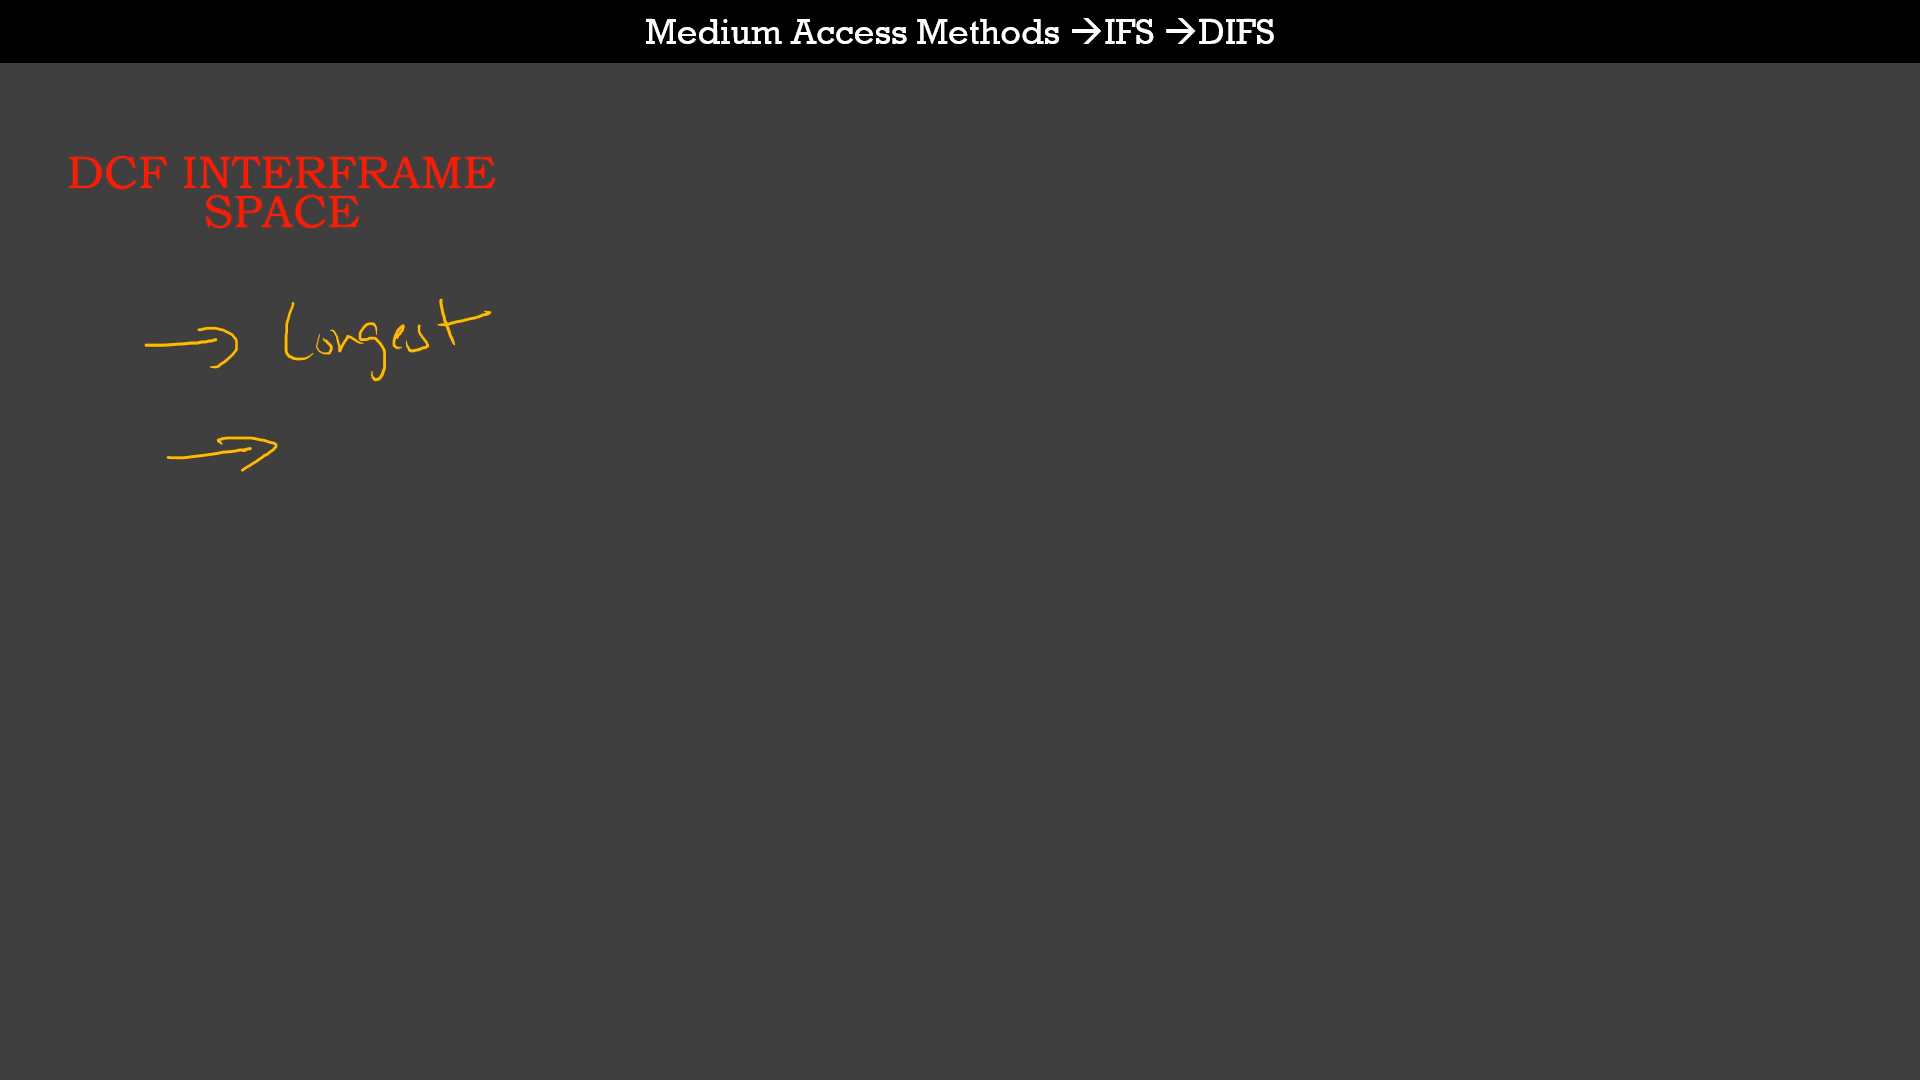 Medium Access Methods →IFS →DIFS
DCF INTERFRAME
SPACE
→ Longest
→